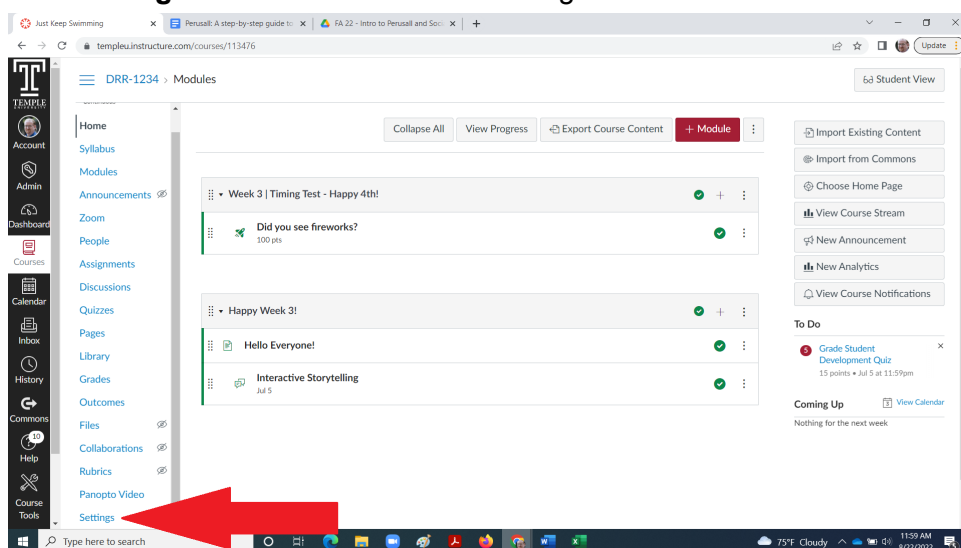 Just Keep Swimming
Perusall: A step-by-step guide to
FA 22 - Intro to Perusall and Soci
templeu.instructure.com/courses/113476
Update
TEMPLE
UNIVERSITY
DRR-1234 > Modules
Student View
Account
Admin
Dashboard
Courses
Calendar
Inbox
History
Commons
10
Help
Course
Tools
Home
Syllabus
Modules
Announcements
Zoom
People
Assignments
Discussions
Quizzes
Pages
Library
Grades
Outcomes
Files
Collaborations
Rubrics
Panopto Video
Settings
Collapse All View Progress Export Course Content + Module
Week 3 | Timing Test - Happy 4th!
Did you see fireworks?
100 pts
Happy Week 3!
Hello Everyone!
Interactive Storytelling
Jul 5
Import Existing Content
Import from Commons
Choose Home Page
View Course Stream
New Announcement
New Analytics
View Course Notifications
To Do
5
Grade Student
Development Quiz
15 points • Jul 5 at 11:59pm
Coming Up
View Calendar
Nothing for the next week
Type here to search
75°F Cloudy
11:59 AM
8/22/2022